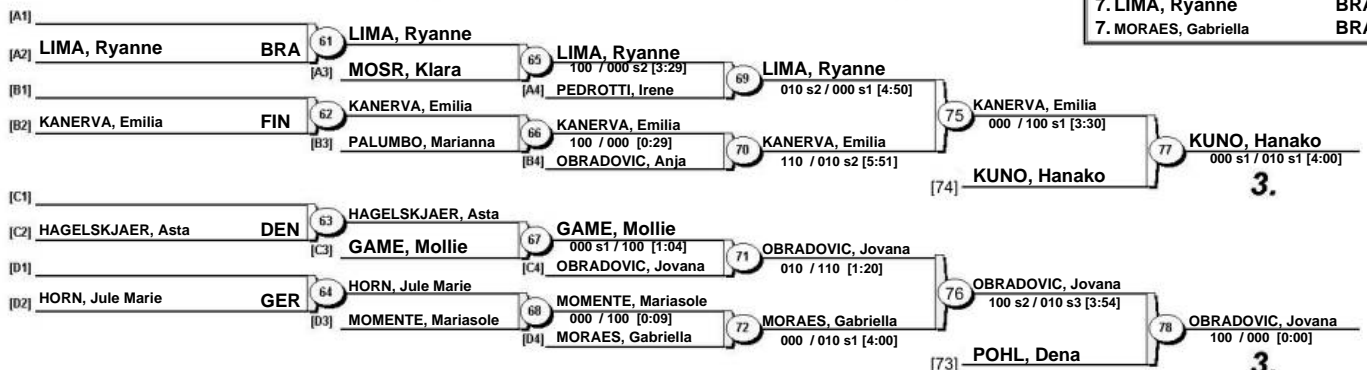 7. LIMA, Ryanne BRA
7. MORAES, Gabriella BRA
[A1]
[A2] LIMA, Ryanne BRA
61 LIMA, Ryanne
[A3] MOSR, Klara
65 LIMA, Ryanne
100 / 000 s2 [3:29]
[A4] PEDROTTI, Irene
69 LIMA, Ryanne
010 s2 / 000 s1 [4:50]
[B1]
[B2] KANERVA, Emilia FIN
62 KANERVA, Emilia
[B3] PALUMBO, Marianna
66 KANERVA, Emilia
100 / 000 [0:29]
[B4] OBRADOVIC, Anja
70 KANERVA, Emilia
110 / 010 s2 [5:51]
75 KANERVA, Emilia
000 / 100 s1 [3:30]
[74] KUNO, Hanako
77 KUNO, Hanako
000 s1 / 010 s1 [4:00]
3.
[C1]
[C2] HAGELSKJAER, Asta DEN
63 HAGELSKJAER, Asta
[C3] GAME, Mollie
67 GAME, Mollie
000 s1 / 100 [1:04]
[C4] OBRADOVIC, Jovana
71 OBRADOVIC, Jovana
010 / 110 [1:20]
[D1]
[D2] HORN, Jule Marie GER
64 HORN, Jule Marie
[D3] MOMENTE, Mariasole
68 MOMENTE, Mariasole
000 / 100 [0:09]
[D4] MORAES, Gabriella
72 MORAES, Gabriella
000 / 010 s1 [4:00]
76 OBRADOVIC, Jovana
100 s2 / 010 s3 [3:54]
[73] POHL, Dena
78 OBRADOVIC, Jovana
100 / 000 [0:00]
3.